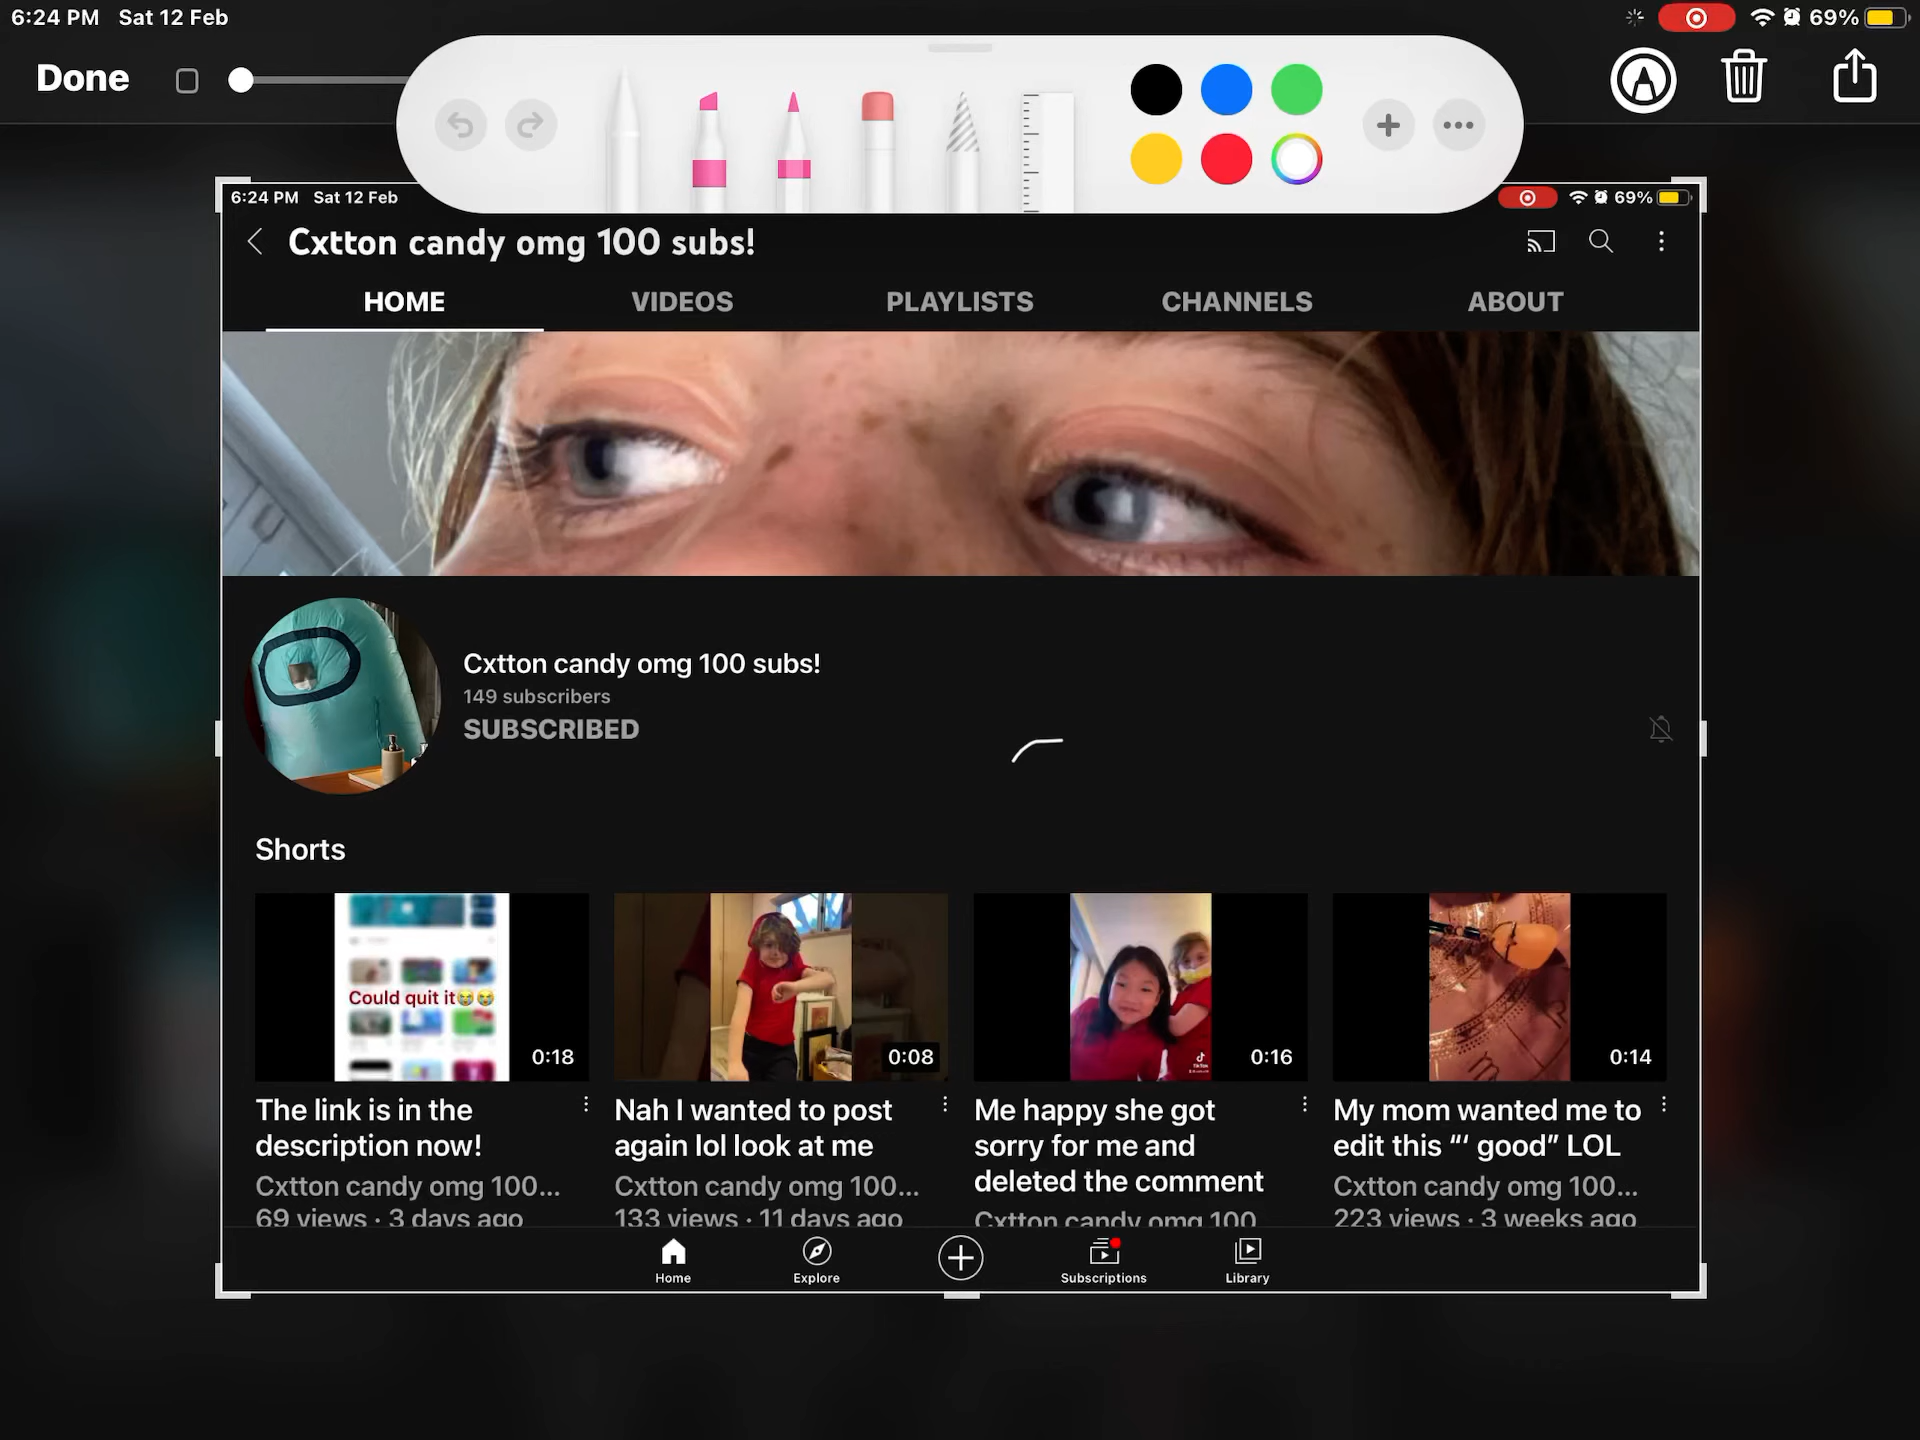 6:24 PM Sat 12 Feb
69%
Done
6:24 PM Sat 12 Feb
69%
Cxtton candy omg 100 subs!
HOME VIDEOS PLAYLISTS CHANNELS ABOUT
Cxtton candy omg 100 subs!
149 subscribers
SUBSCRIBED
Shorts
Could quit it😭😭
0:18
0:08
TikTok
0:16
0:14
The link is in the
description now!
Cxtton candy omg 100...
69 views · 3 days ago
Nah I wanted to post
again lol look at me
Cxtton candy omg 100...
133 views · 11 days ago
Me happy she got
sorry for me and
deleted the comment
Cxtton candy omg 100
My mom wanted me to
edit this “‘ good” LOL
Cxtton candy omg 100...
223 views · 3 weeks ago
Home Explore Subscriptions Library